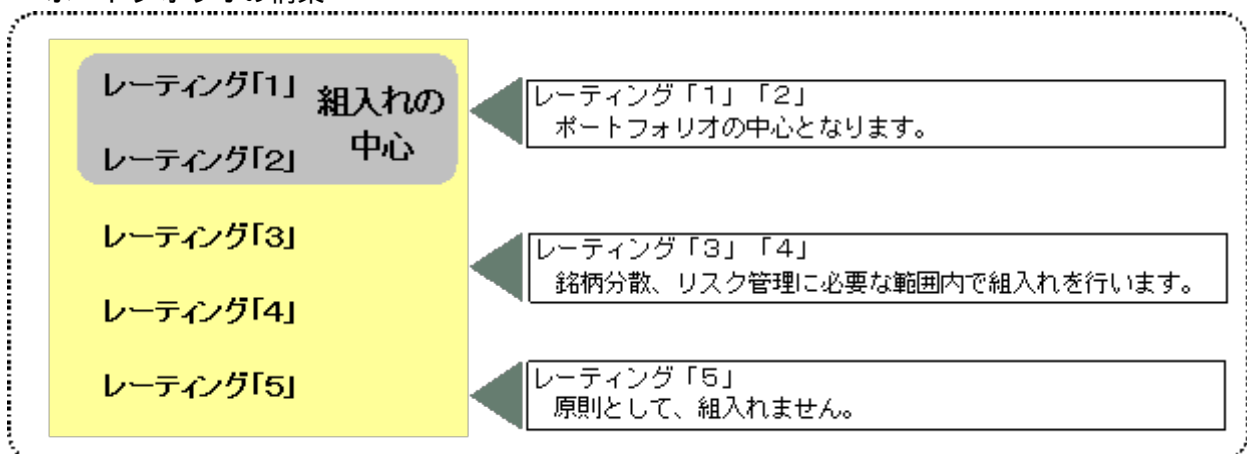 レーティング「1」
組入れの
中心
レーティング「2」
レーティング「3」
レーティング「4」
レーティング「5」
レーティング「１」「２」
ポートフォリオの中心となります。
レーティング「３」「４」
銘柄分散、リスク管理に必要な範囲内で組入れを行います。
レーティング「５」
原則として、組入れません。